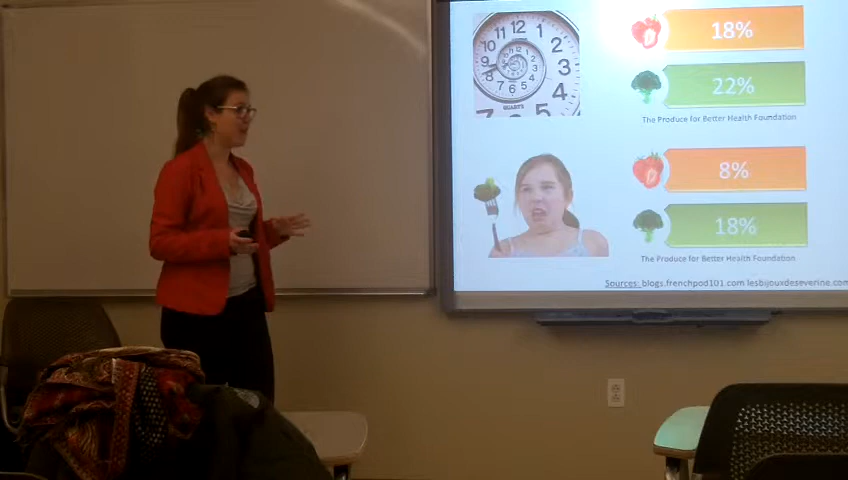 18%
22%
The Produce for Better Health Foundation
8%
18%
The Produce for Better Health Foundation
Sources: blogs.frenchpod101.com lesbijouxdeseverine.com
QUARTS